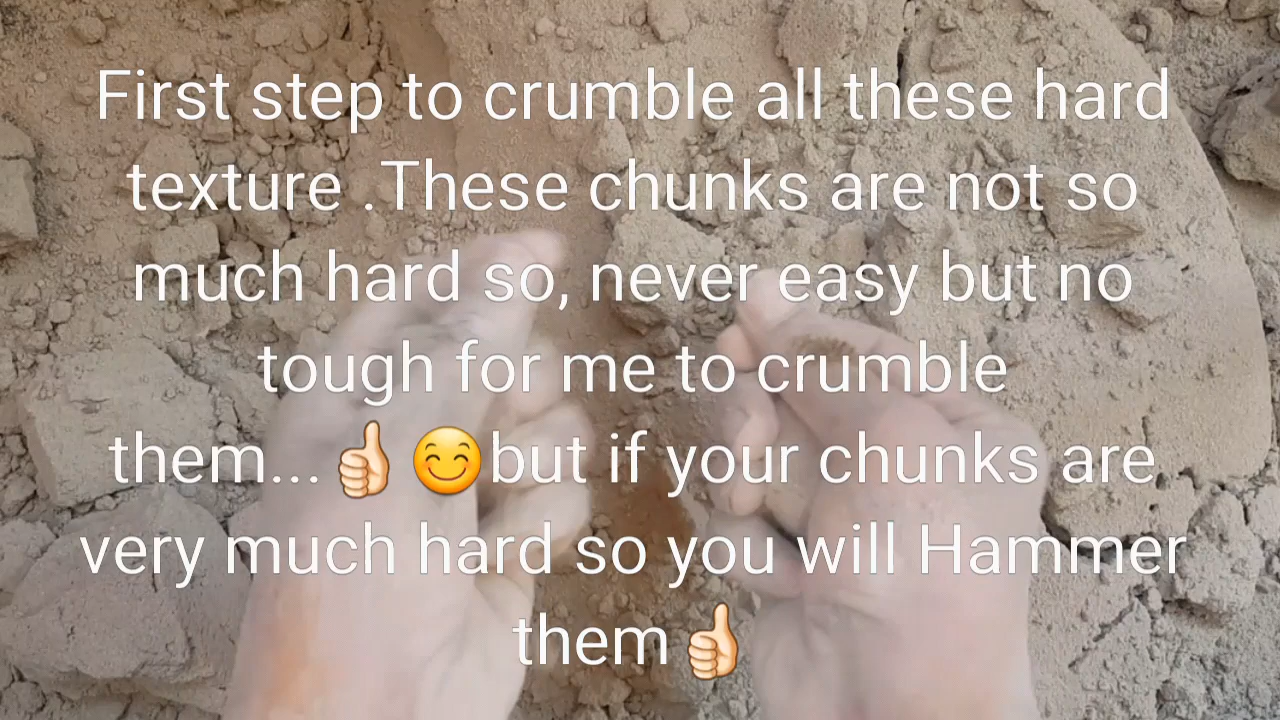 First step to crumble all these hard
texture .These chunks are not so
much hard so, never easy but no
tough for me to crumble
them...👍🏻😊but if your chunks are
very much hard so you will Hammer
them👍🏻